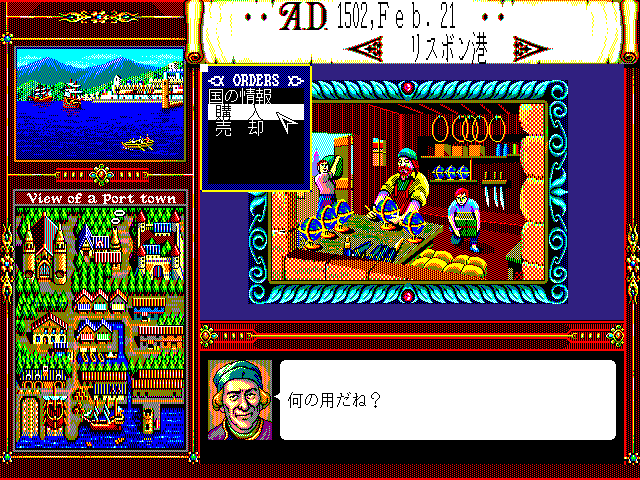 A.D. 1502,Feb. 21
リスボン港
ORDERS
国の情報
購 入
売 却
View of a Port town
何の用だね？